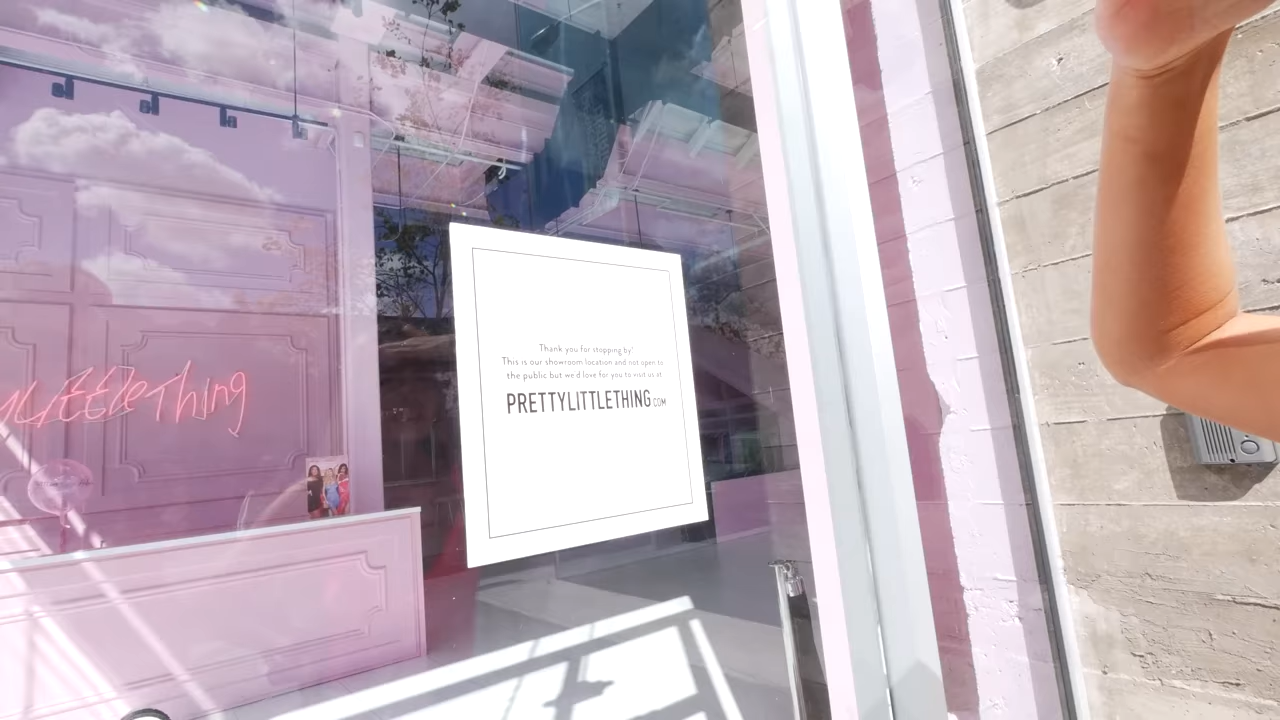 Thank you for stopping by!
This is our showroom location and not open to
the public but we'd love for you to visit us at
PRETTYLITTLETHING.COM
LittleThing